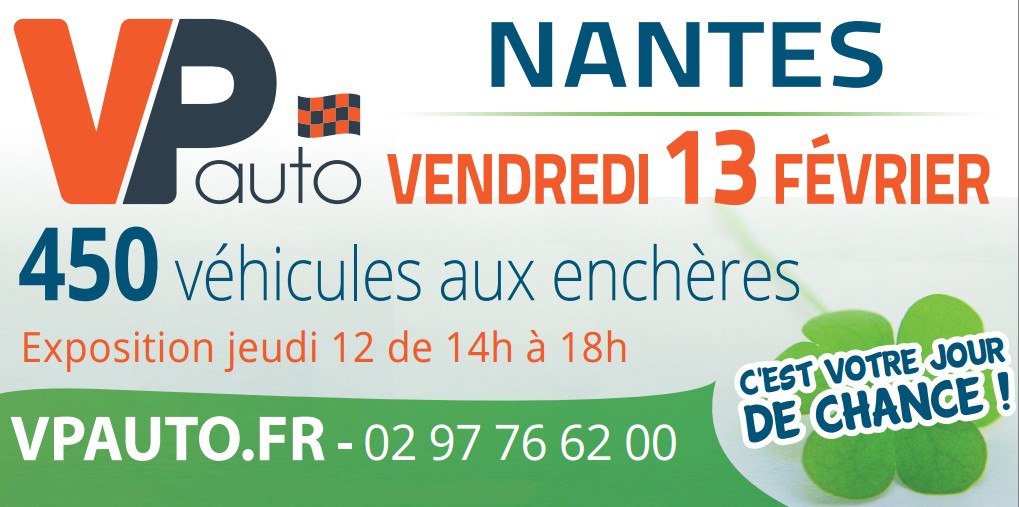 VP auto
NANTES
VENDREDI 13 FÉVRIER
450 véhicules aux enchères
Exposition jeudi 12 de 14h à 18h
C'EST VOTRE JOUR
DE CHANCE !
VPAUTO.FR - 02 97 76 62 00